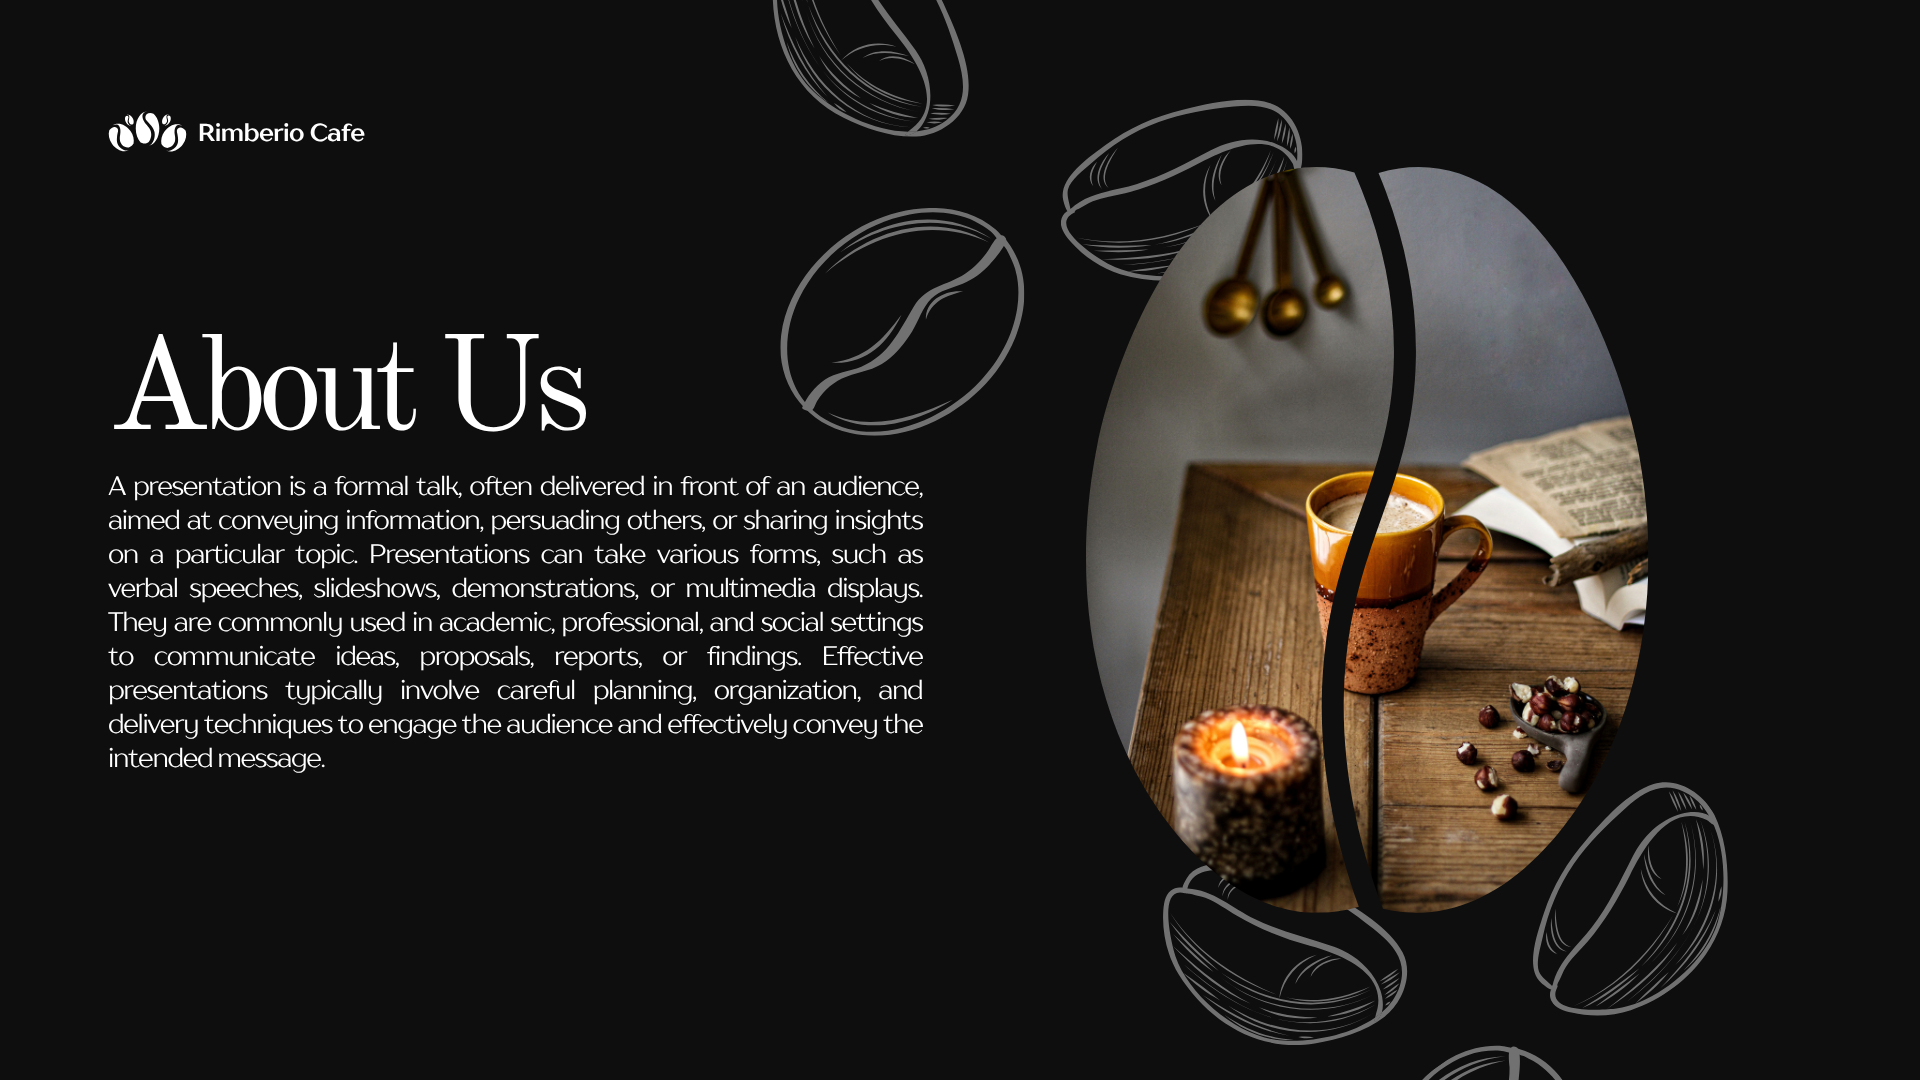 Rimberio Cafe
About Us
A presentation is a formal talk, often delivered in front of an audience,
aimed at conveying information, persuading others, or sharing insights
on a particular topic. Presentations can take various forms, such as
verbal speeches, slideshows, demonstrations, or multimedia displays.
They are commonly used in academic, professional, and social settings
to communicate ideas, proposals, reports, or findings. Effective
presentations typically involve careful planning, organization, and
delivery techniques to engage the audience and effectively convey the
intended message.